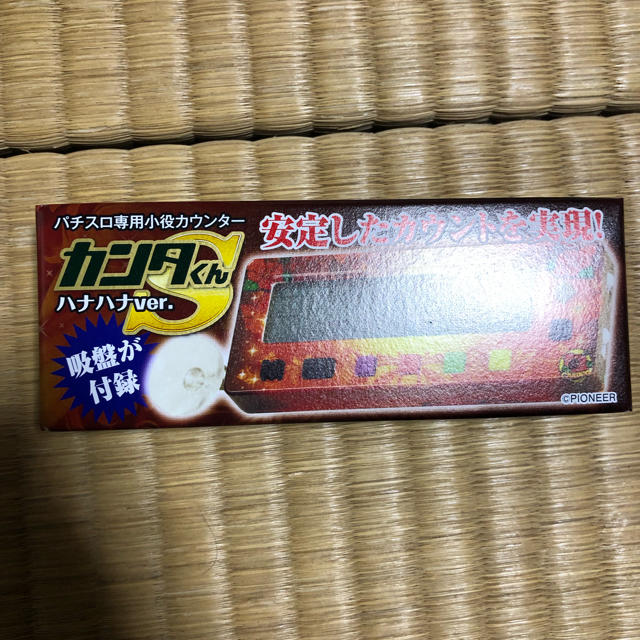 パチスロ専用小役カウンター
安定したカウントを実現!
カンタくんS
ハナハナver.
吸盤が
付録
©PIONEER